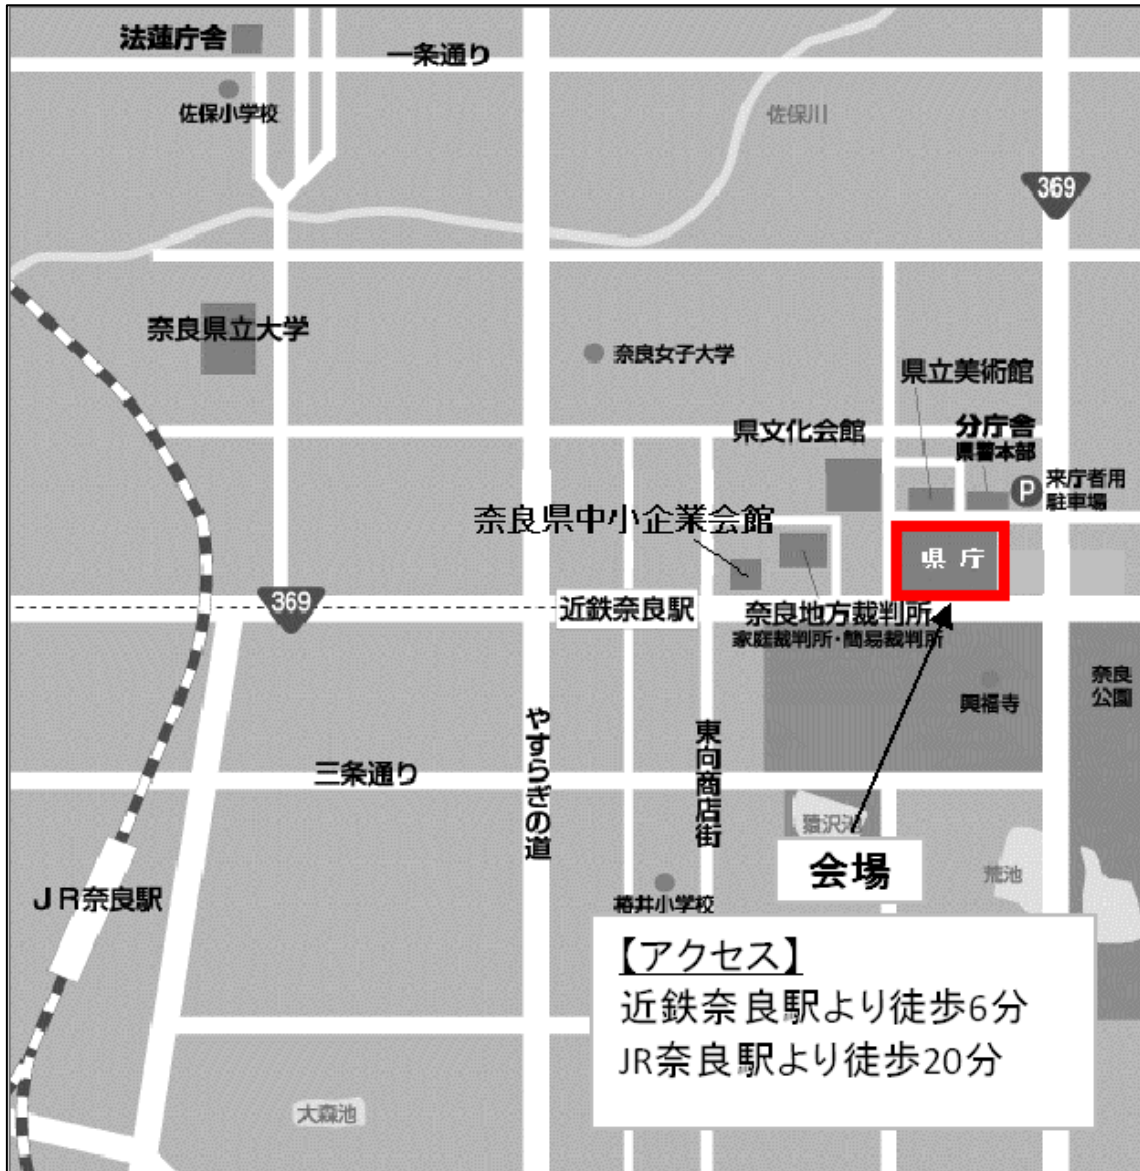 法蓮庁舎
一条通り
佐保小学校
佐保川
369
奈良県立大学
奈良女子大学
県立美術館
県文化会館
分庁舎
県警本部
P
来庁者用
駐車場
奈良県中小企業会館
県庁
369
近鉄奈良駅
奈良地方裁判所
家庭裁判所・簡易裁判所
奈良
公園
興福寺
やすらぎの道
東向商店街
三条通り
猿沢池
会場
荒池
JR奈良駅
椿井小学校
【アクセス】
近鉄奈良駅より徒歩6分
JR奈良駅より徒歩20分
大森池